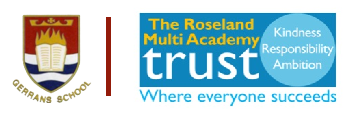 GERRANS SCHOOL
The Roseland
Multi Academy
trust
Kindness
Responsibility
Ambition
Where everyone succeeds